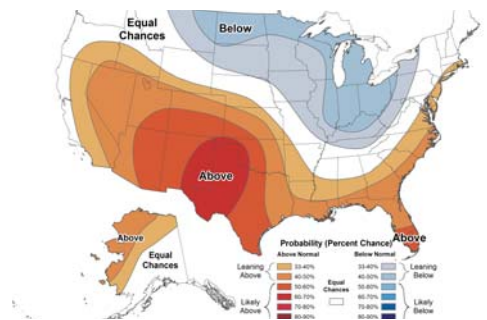 Equal
Chances
Below
Above
Above
Equal
Chances
Above
Probability (Percent Chance)
Above Normal
Below Normal
Leaning
Above
33-40%
40-50%
50-60%
Likely
Above
60-70%
70-80%
80-90%
Equal
Chances
33-40%
40-50%
50-60%
Leaning
Below
60-70%
70-80%
80-90%
Likely
Below